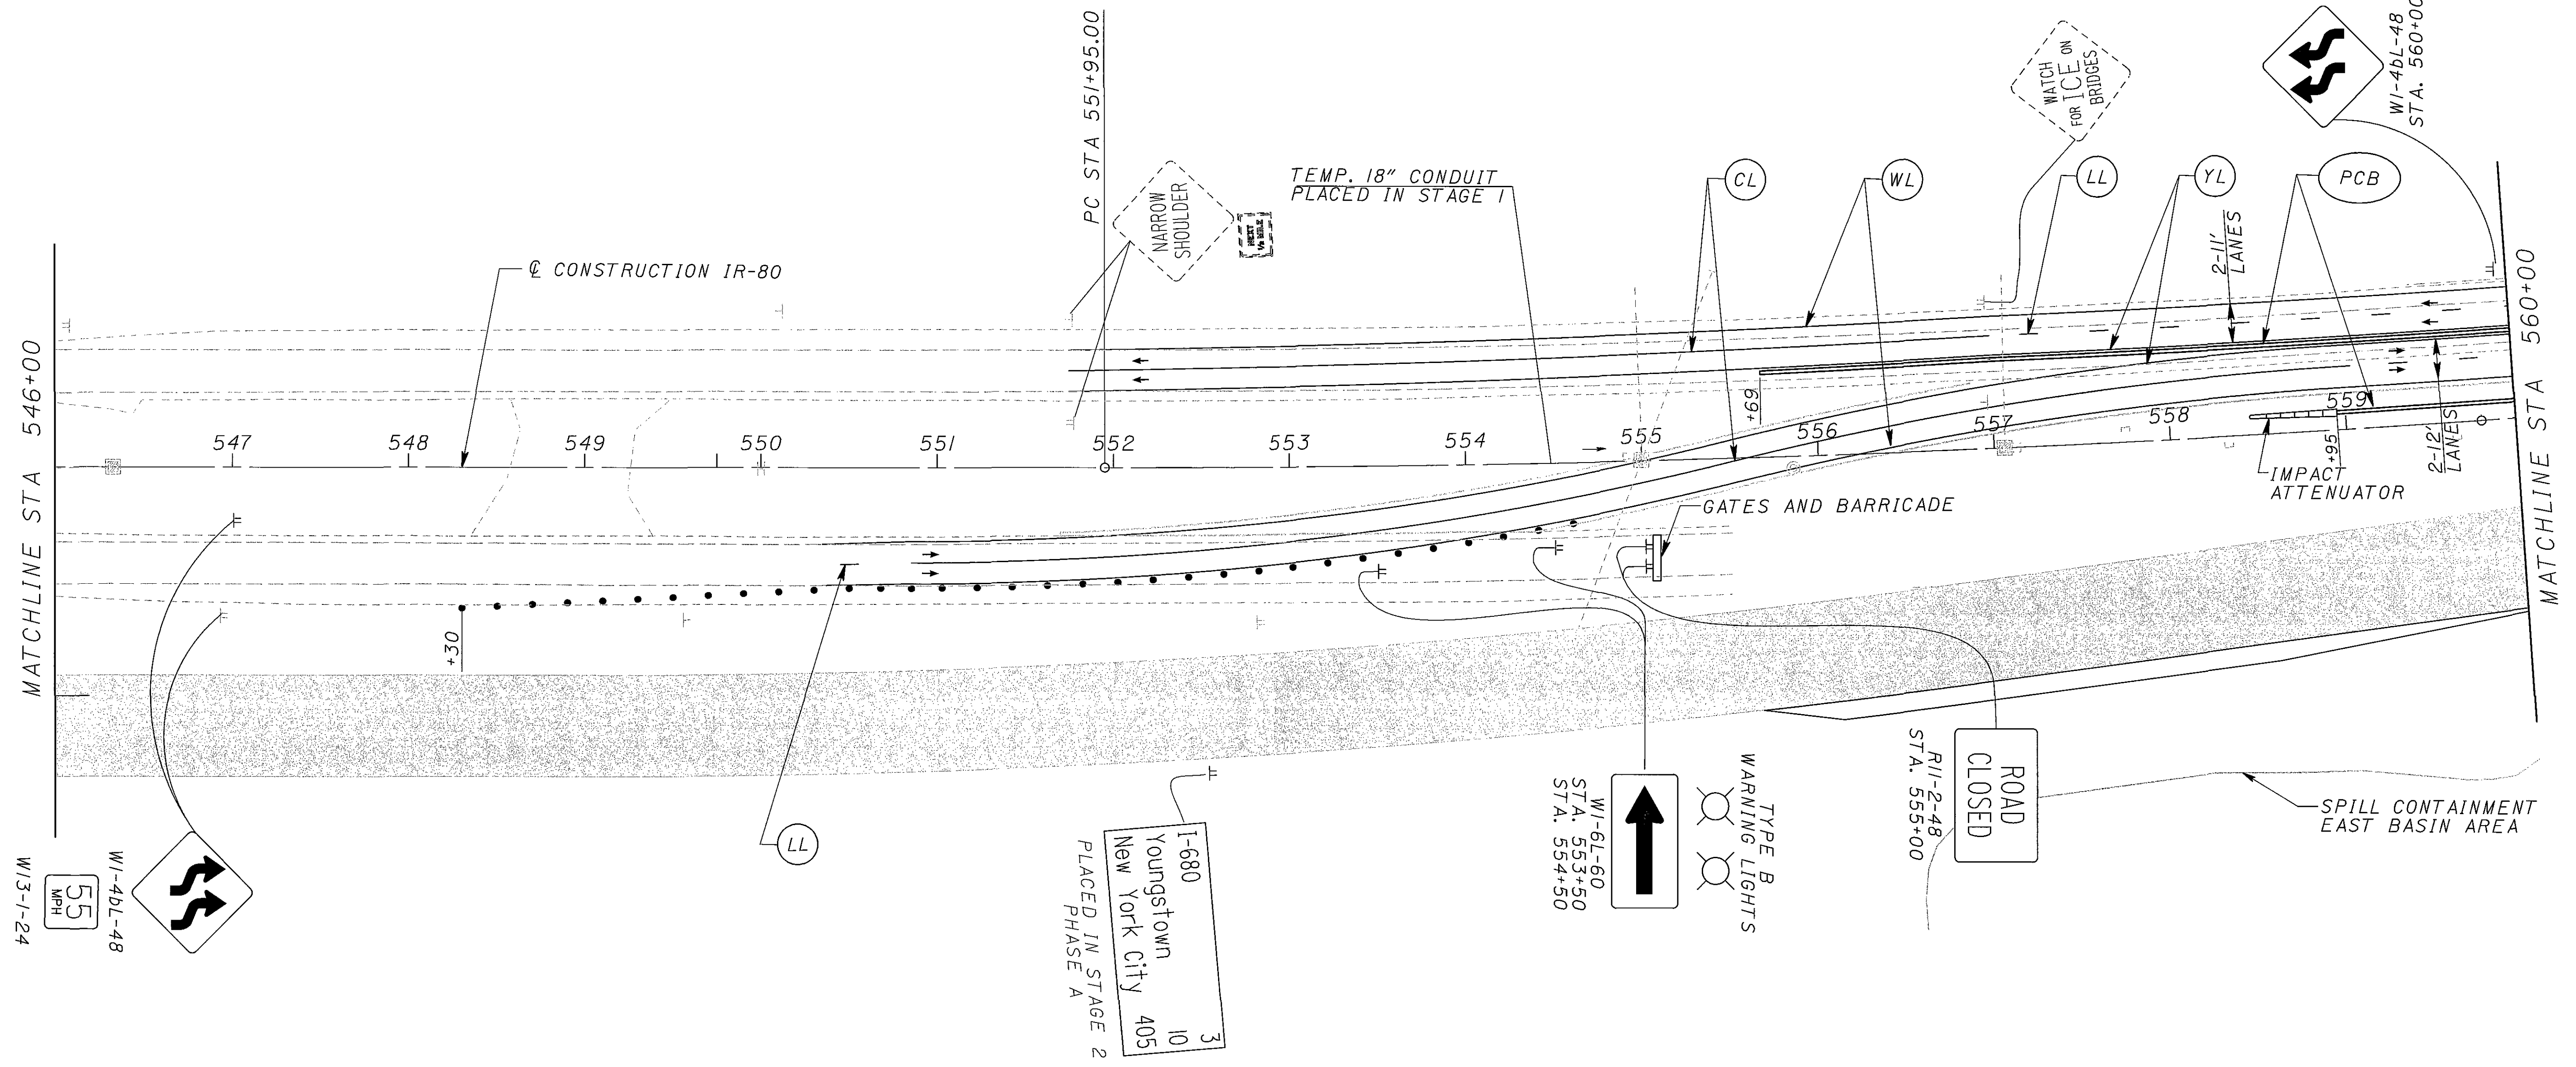 MATCHLINE STA 546+00
℄ CONSTRUCTION IR-80
PC STA 551+95.00
NARROW
SHOULDER
NEXT
½ MILE
TEMP. 18" CONDUIT
PLACED IN STAGE 1
CL
WL
WATCH
FOR ICE ON
BRIDGES
LL
YL
PCB
2-11'
LANES
W1-4bL-48
STA. 560+00
MATCHLINE STA 560+00
547
548
549
550
551
552
553
554
555
556
557
558
559
+69
+95
2-12'
LANES
IMPACT
ATTENUATOR
GATES AND BARRICADE
+30
LL
W1-4bL-48
55
MPH
W13-1-24
I-680 3
Youngstown 10
New York City 405
PLACED IN STAGE 2
PHASE A
W1-6L-60
STA. 553+50
STA. 554+50
TYPE B
WARNING LIGHTS
ROAD
CLOSED
R11-2-48
STA. 555+00
SPILL CONTAINMENT
EAST BASIN AREA